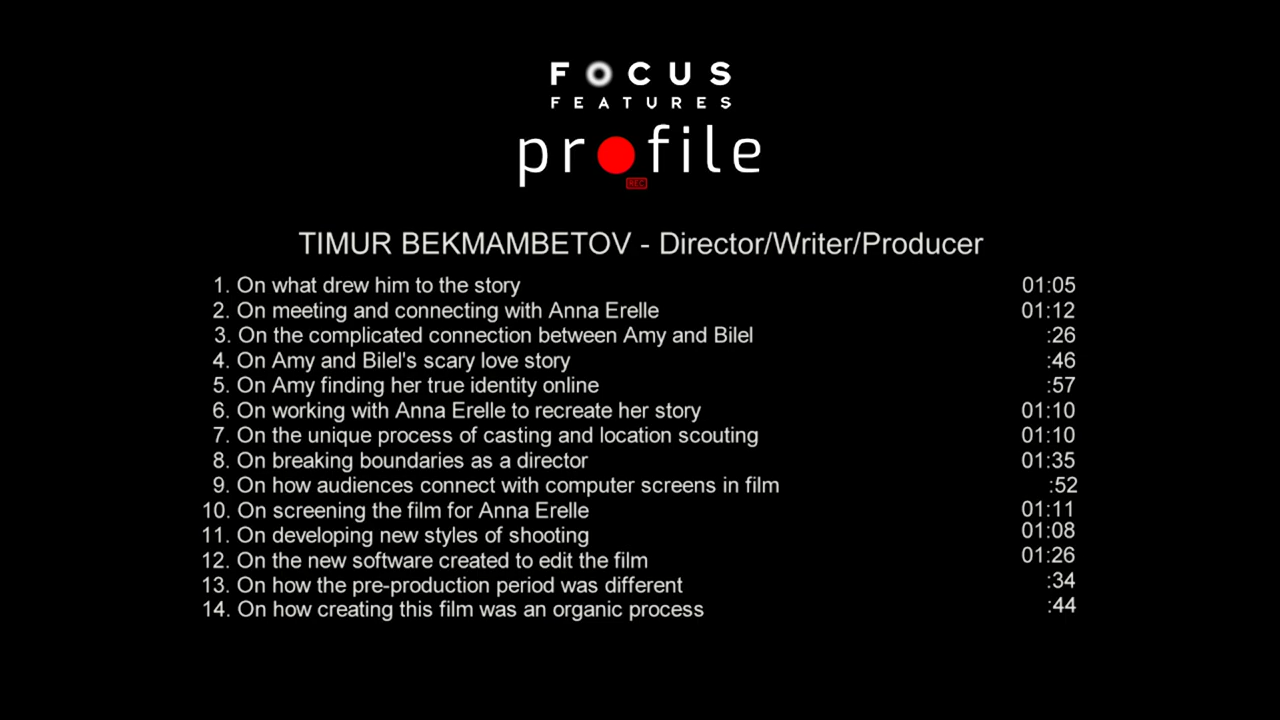 FOCUS
FEATURES
profile
REC
TIMUR BEKMAMBETOV - Director/Writer/Producer
1. On what drew him to the story 01:05
2. On meeting and connecting with Anna Erelle 01:12
3. On the complicated connection between Amy and Bilel :26
4. On Amy and Bilel's scary love story :46
5. On Amy finding her true identity online :57
6. On working with Anna Erelle to recreate her story 01:10
7. On the unique process of casting and location scouting 01:10
8. On breaking boundaries as a director 01:35
9. On how audiences connect with computer screens in film :52
10. On screening the film for Anna Erelle 01:11
11. On developing new styles of shooting 01:08
12. On the new software created to edit the film 01:26
13. On how the pre-production period was different :34
14. On how creating this film was an organic process :44